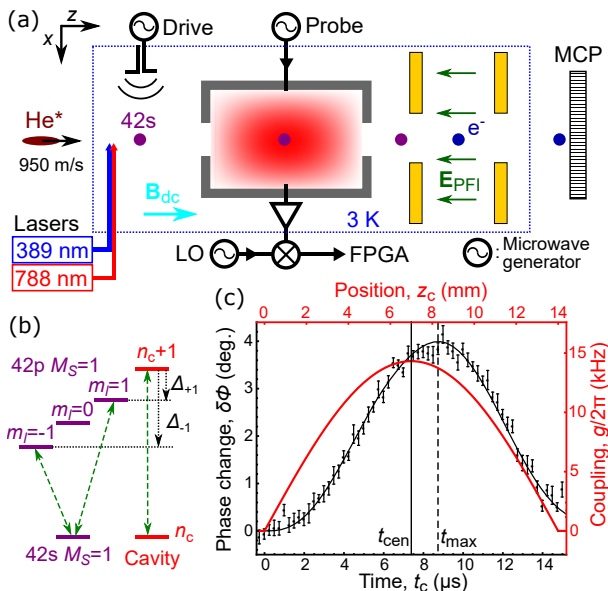 (a)
z
x
Drive
Probe
MCP
He*
950 m/s
42s
e⁻
E_PFI
B_dc
3 K
Lasers
389 nm
788 nm
LO
FPGA
: Microwave
generator
(b)
42p M_S=1
n_c+1
m_l=1
Δ_+1
m_l=0
m_l=-1
Δ_-1
42s M_S=1
n_c
Cavity
(c)
Position, z_c (mm)
0 2 4 6 8 10 12 14
Phase change, δΦ (deg.)
4
3
2
1
0
Coupling, g/2π (kHz)
15
10
5
0
t_cen
t_max
0 2 4 6 8 10 12 14
Time, t_c (µs)